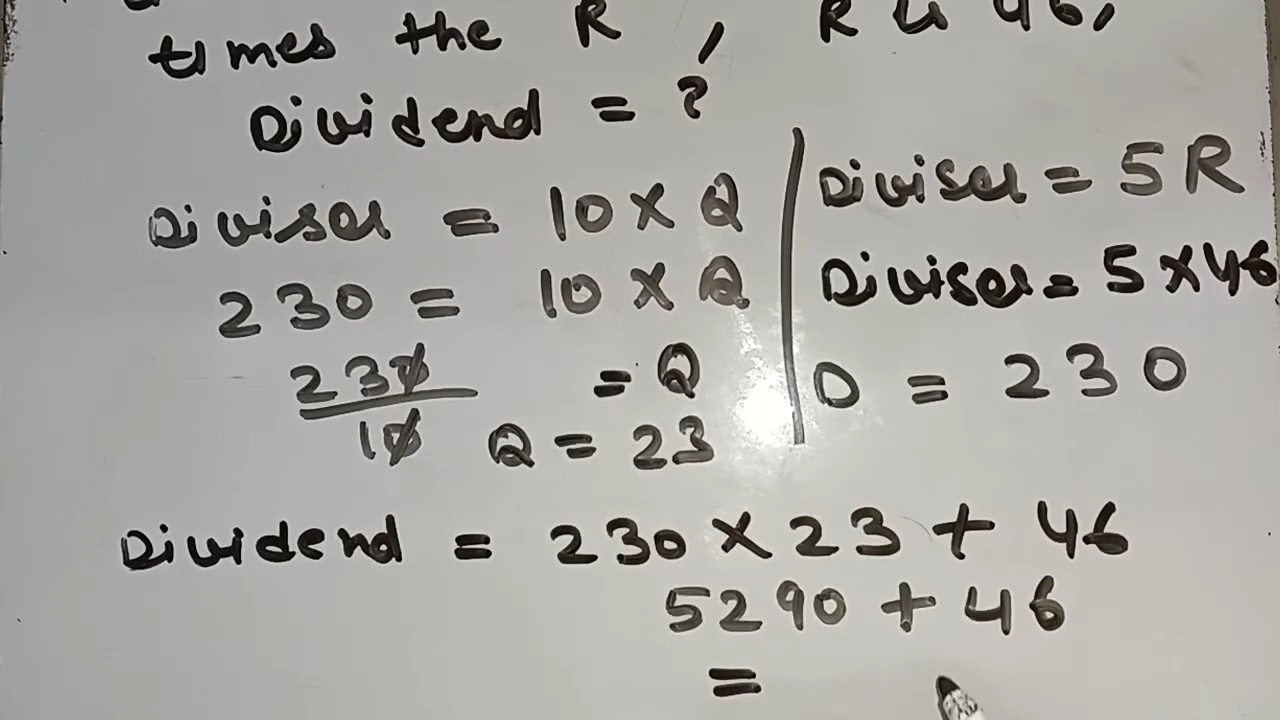 times the R , R is 46,
Dividend = ?
Divisor = 10 × Q
230 = 10 × Q
230/10 = Q
Q = 23
Divisor = 5R
Divisor = 5 × 46
D = 230
Dividend = 230 × 23 + 46
5290 + 46
=